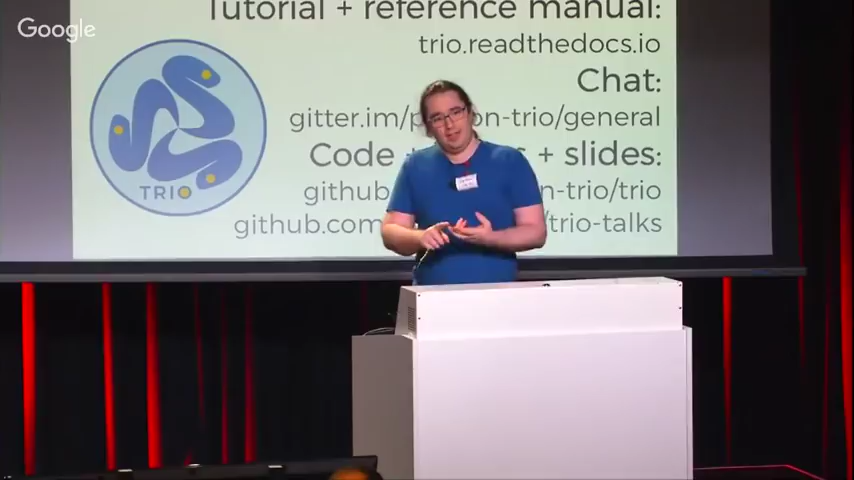 Google
Tutorial + reference manual:
trio.readthedocs.io
Chat:
gitter.im/p on-trio/general
Code + s + slides:
github n-trio/trio
github.com /trio-talks
TRIO